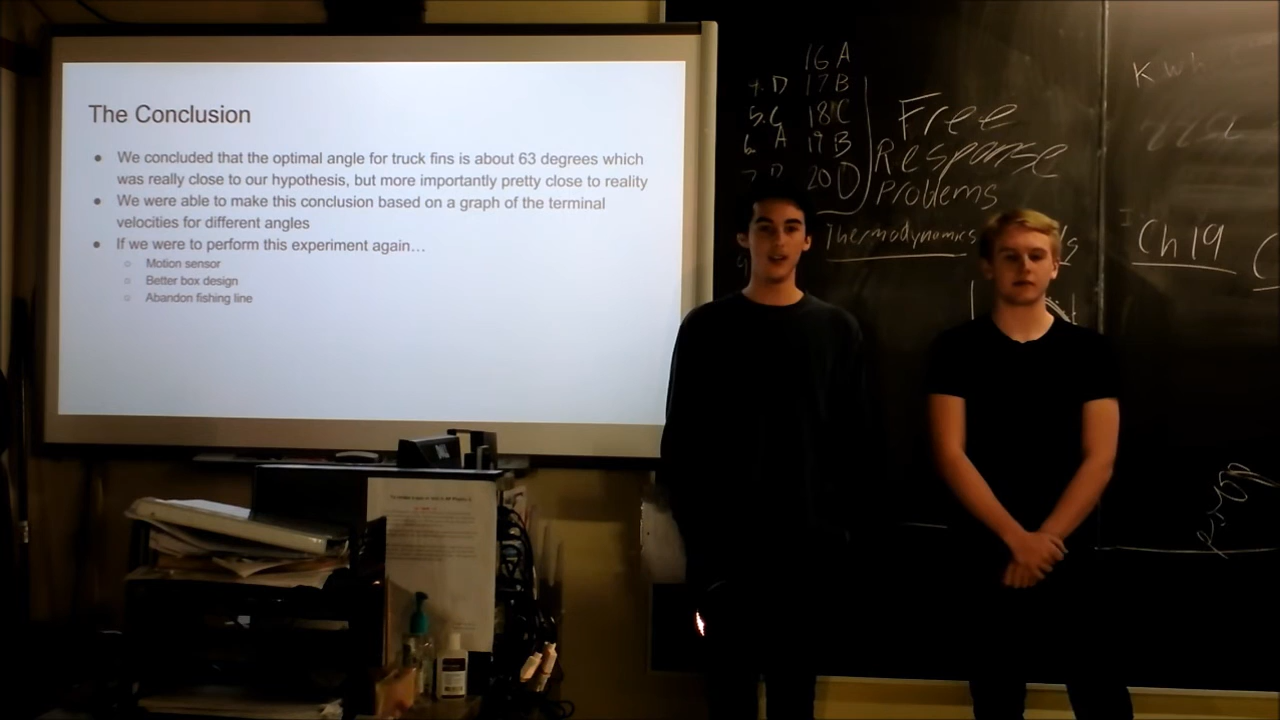 The Conclusion
● We concluded that the optimal angle for truck fins is about 63 degrees which
was really close to our hypothesis, but more importantly pretty close to reality
● We were able to make this conclusion based on a graph of the terminal
velocities for different angles
● If we were to perform this experiment again…
○ Motion sensor
○ Better box design
○ Abandon fishing line
16 A
4. D 17 B
5. C 18 C
6. A 19 B
20 D
Free
Response
Problems
Thermodynamics
Ch 19